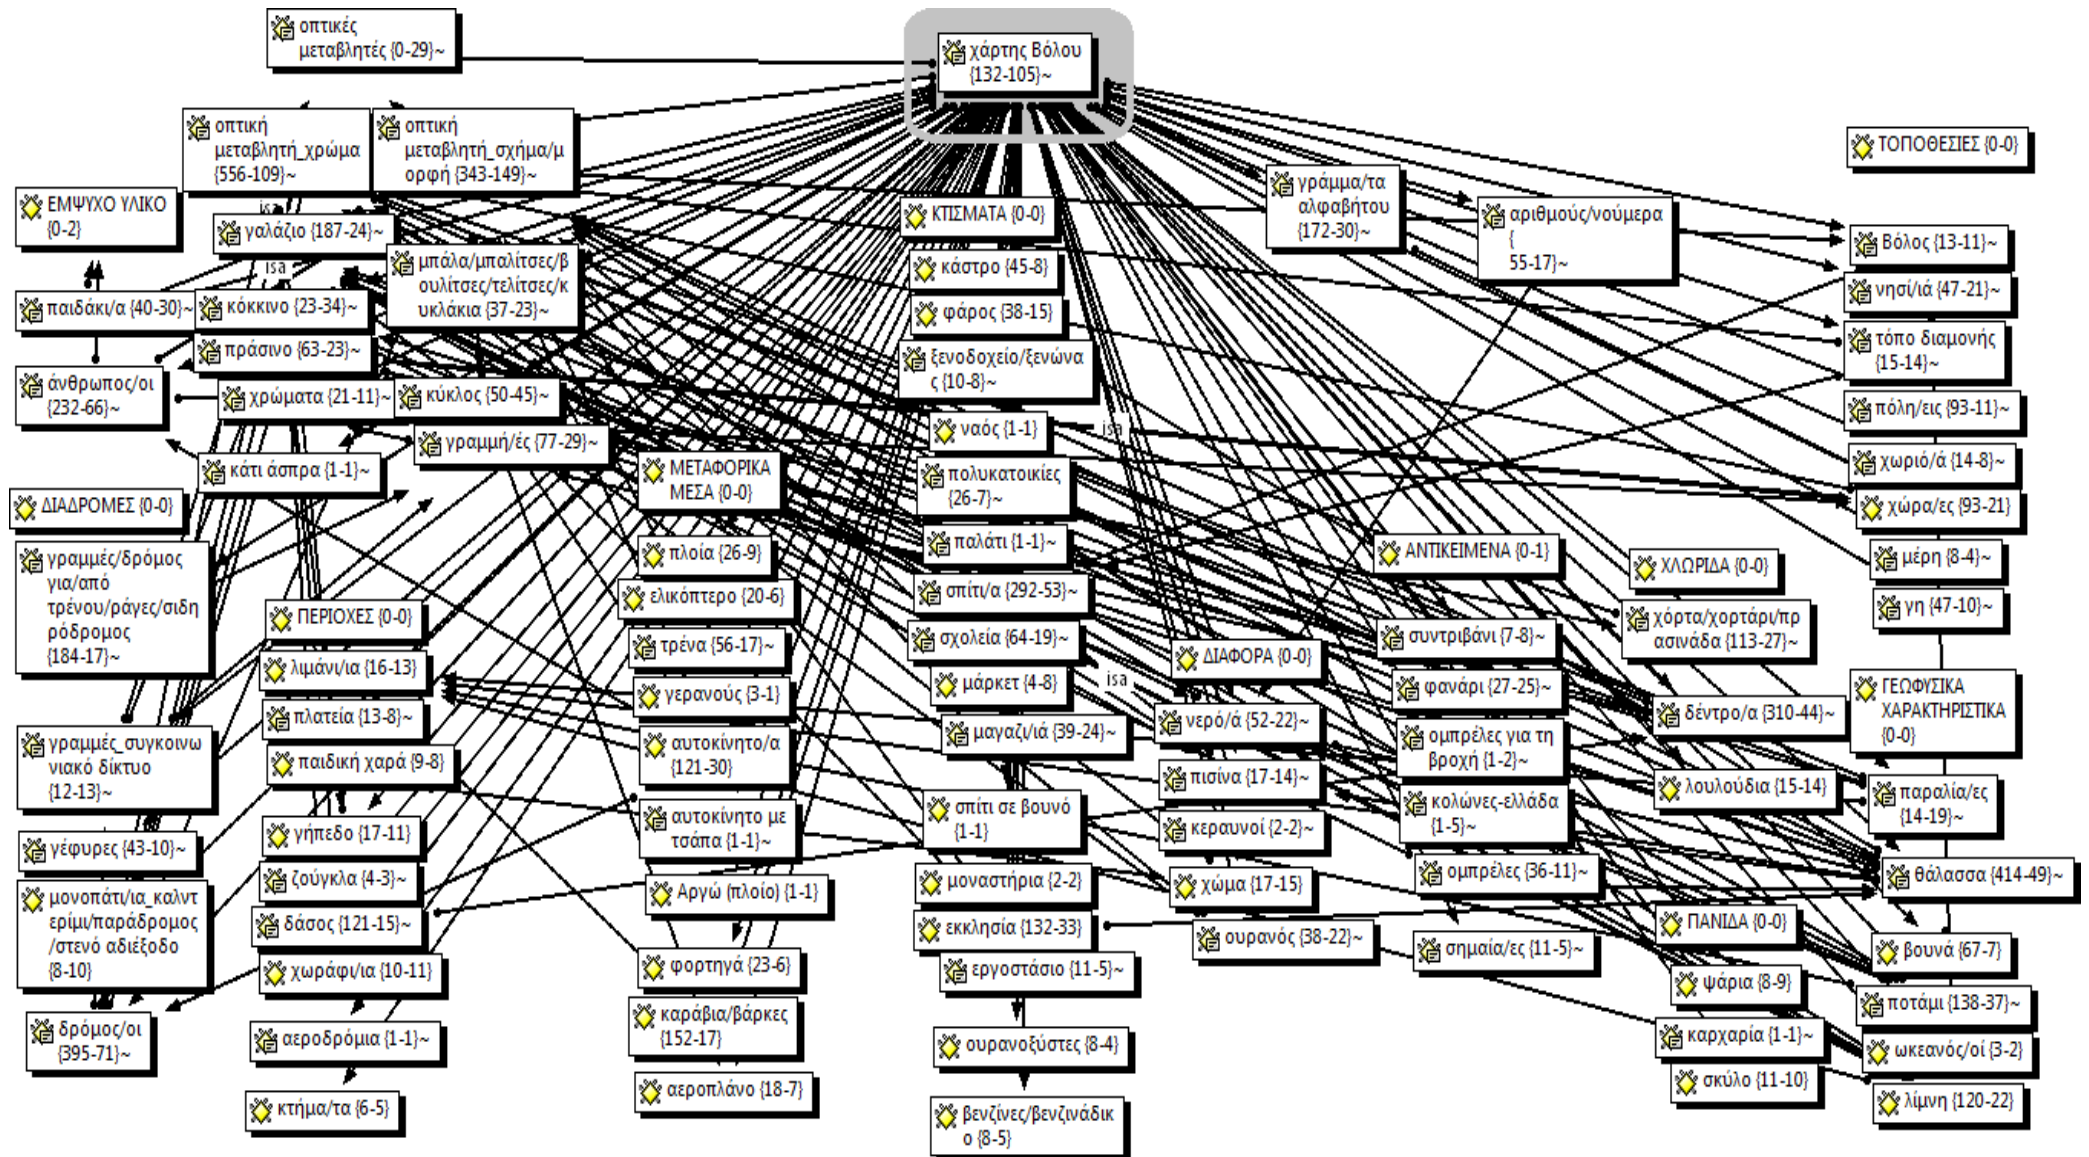 οπτικές
μεταβλητές {0-29}~
χάρτης Βόλου
{132-105}~
οπτική
μεταβλητή_χρώμα
{556-109}~
οπτική
μεταβλητή_σχήμα/μ
ορφή {343-149}~
ΤΟΠΟΘΕΣΙΕΣ {0-0}
ΕΜΨΥΧΟ ΥΛΙΚΟ
{0-2}
isa
γαλάζιο {187-24}~
μπάλα/μπαλίτσες/β
ουλίτσες/τελίτσες/κ
υκλάκια {37-23}~
isa
παιδάκι/α {40-30}~
κόκκινο {23-34}~
πράσινο {63-23}~
άνθρωπος/οι
{232-66}~
χρώματα {21-11}~
κύκλος {50-45}~
γραμμή/ές {77-29}~
κάτι άσπρα {1-1}~
ΚΤΙΣΜΑΤΑ {0-0}
κάστρο {45-8}
φάρος {38-15}
ξενοδοχείο/ξενώνα
ς {10-8}~
ναός {1-1}
isa
πολυκατοικίες
{26-7}~
παλάτι {1-1}~
σπίτι/α {292-53}~
σχολεία {64-19}~
μάρκετ {4-8}
μαγαζι/ιά {39-24}~
σπίτι σε βουνό
{1-1}
μοναστήρια {2-2}
εκκλησία {132-33}
εργοστάσιο {11-5}~
ουρανοξύστες {8-4}
βενζίνες/βενζινάδικ
ο {8-5}
γράμμα/τα
αλφαβήτου
{172-30}~
αριθμούς/νούμερα
{
55-17}~
Βόλος {13-11}~
νησί/ιά {47-21}~
τόπο διαμονής
{15-14}~
πόλη/εις {93-11}~
χωριό/ά {14-8}~
χώρα/ες {93-21}
μέρη {8-4}~
γη {47-10}~
ΔΙΑΔΡΟΜΕΣ {0-0}
γραμμές/δρόμος
για/από
τρένου/ράγες/σιδη
ρόδρομος
{184-17}~
γραμμές_συγκοινω
νιακό δίκτυο
{12-13}~
γέφυρες {43-10}~
μονοπάτι/ια_καλντ
ερίμι/παράδρομος
/στενό αδιέξοδο
{8-10}
δρόμος/οι
{395-71}~
ΠΕΡΙΟΧΕΣ {0-0}
λιμάνι/ια {16-13}
πλατεία {13-8}~
παιδική χαρά {9-8}
γήπεδο {17-11}
ζούγκλα {4-3}~
δάσος {121-15}~
χωράφι/ια {10-11}
αεροδρόμια {1-1}~
κτήμα/τα {6-5}
ΜΕΤΑΦΟΡΙΚΑ
ΜΕΣΑ {0-0}
πλοία {26-9}
ελικόπτερο {20-6}
τρένα {56-17}~
γερανούς {3-1}
αυτοκίνητο/α
{121-30}
αυτοκίνητο με
τσάπα {1-1}~
Αργώ (πλοίο) {1-1}
φορτηγά {23-6}
καράβια/βάρκες
{152-17}
αεροπλάνο {18-7}
isa
ΔΙΑΦΟΡΑ {0-0}
νερό/ά {52-22}~
πισίνα {17-14}~
κεραυνοί {2-2}~
χώμα {17-15}
ουρανός {38-22}~
ΑΝΤΙΚΕΙΜΕΝΑ {0-1}
συντριβάνι {7-8}~
φανάρι {27-25}~
ομπρέλες για τη
βροχή {1-2}~
κολώνες-ελλάδα
{1-5}~
ομπρέλες {36-11}~
σημαία/ες {11-5}~
ΧΛΩΡΙΔΑ {0-0}
χόρτα/χορτάρι/πρ
ασινάδα {113-27}~
δέντρο/α {310-44}~
λουλούδια {15-14}
ΠΑΝΙΔΑ {0-0}
ψάρια {8-9}
καρχαρία {1-1}~
σκύλο {11-10}
ΓΕΩΦΥΣΙΚΑ
ΧΑΡΑΚΤΗΡΙΣΤΙΚΑ
{0-0}
παραλία/ες
{14-19}~
θάλασσα {414-49}~
βουνά {67-7}
ποτάμι {138-37}~
ωκεανός/οί {3-2}
λίμνη {120-22}